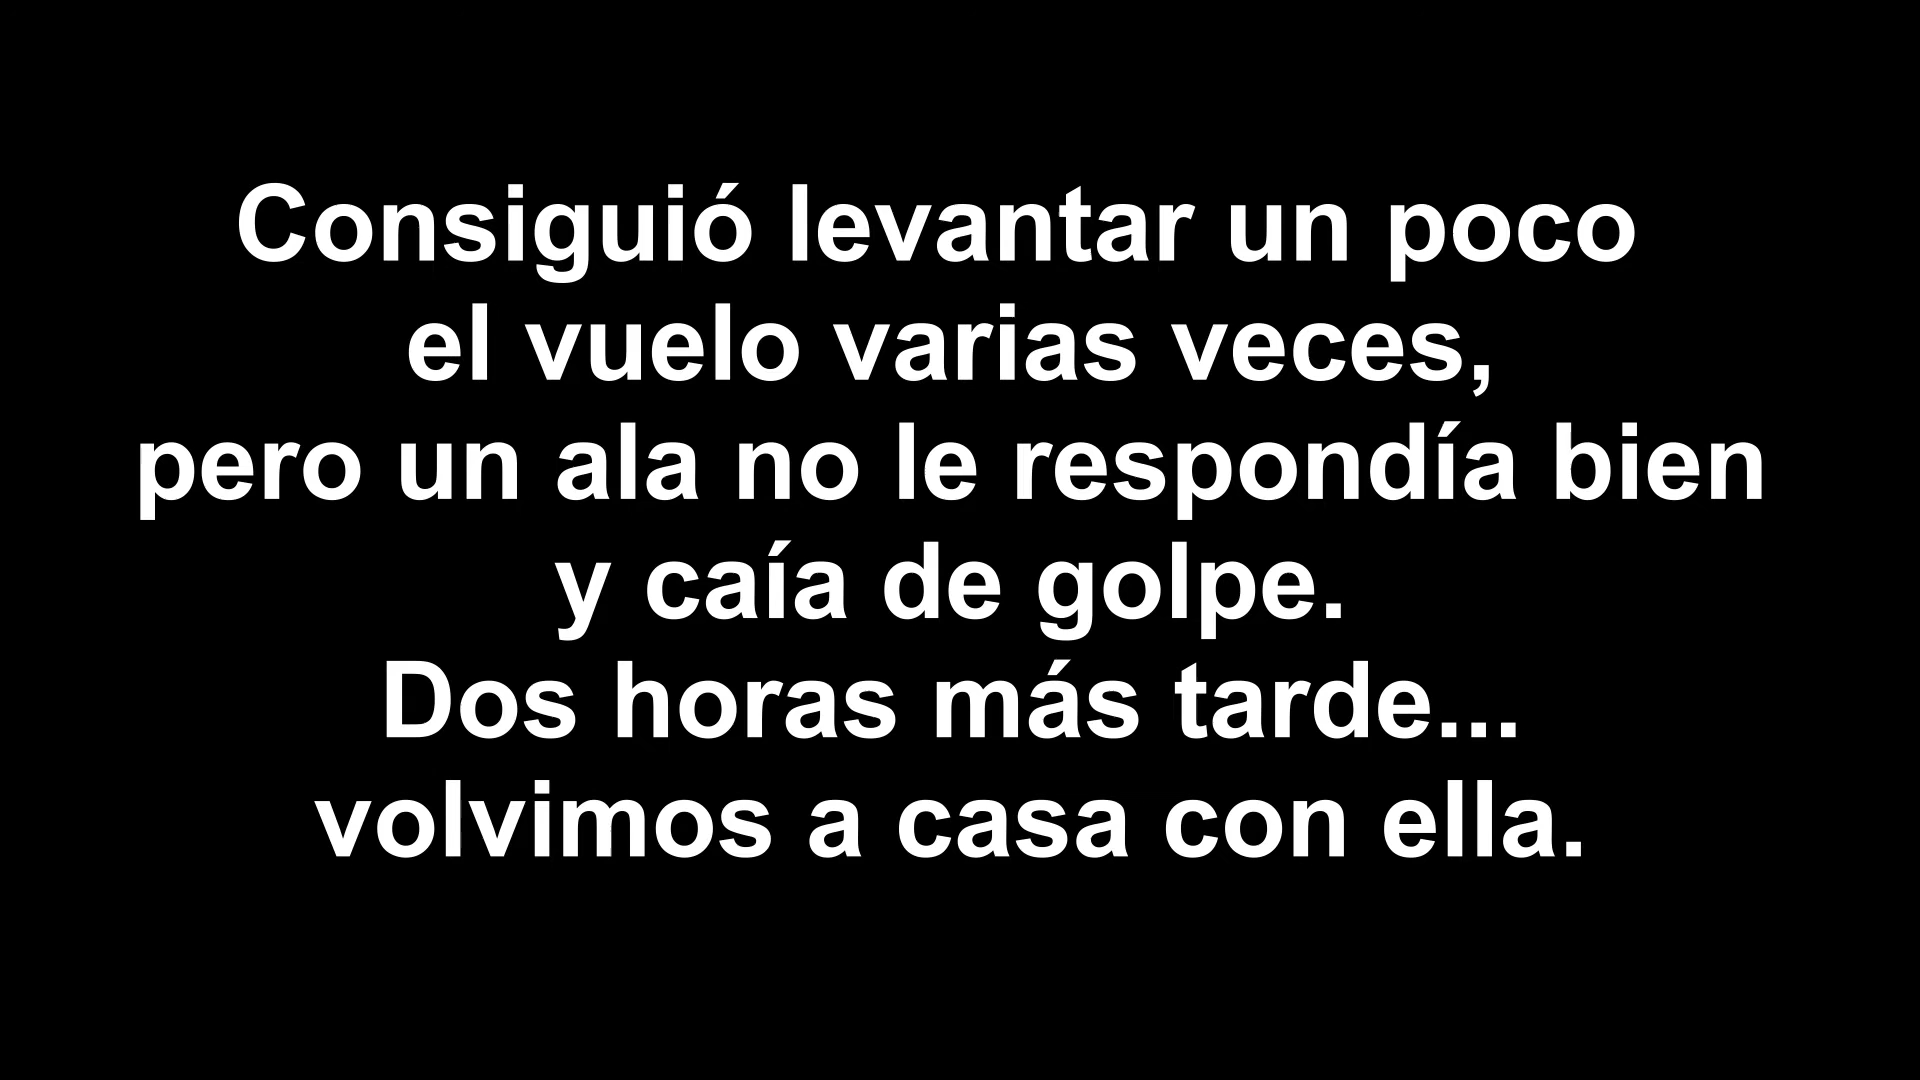 Consiguió levantar un poco
el vuelo varias veces,
pero un ala no le respondía bien
y caía de golpe.
Dos horas más tarde...
volvimos a casa con ella.